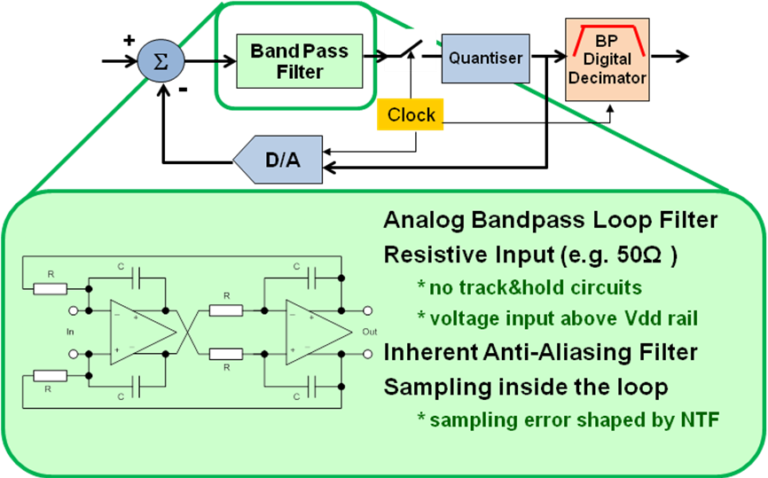 +
Σ
-
Band Pass
Filter
Quantiser
BP
Digital
Decimator
Clock
D/A
Analog Bandpass Loop Filter
Resistive Input (e.g. 50Ω )
* no track&hold circuits
* voltage input above Vdd rail
Inherent Anti-Aliasing Filter
Sampling inside the loop
* sampling error shaped by NTF
R
C
R
C
In
- +
+ -
- +
+ -
Out
R
C
R
C